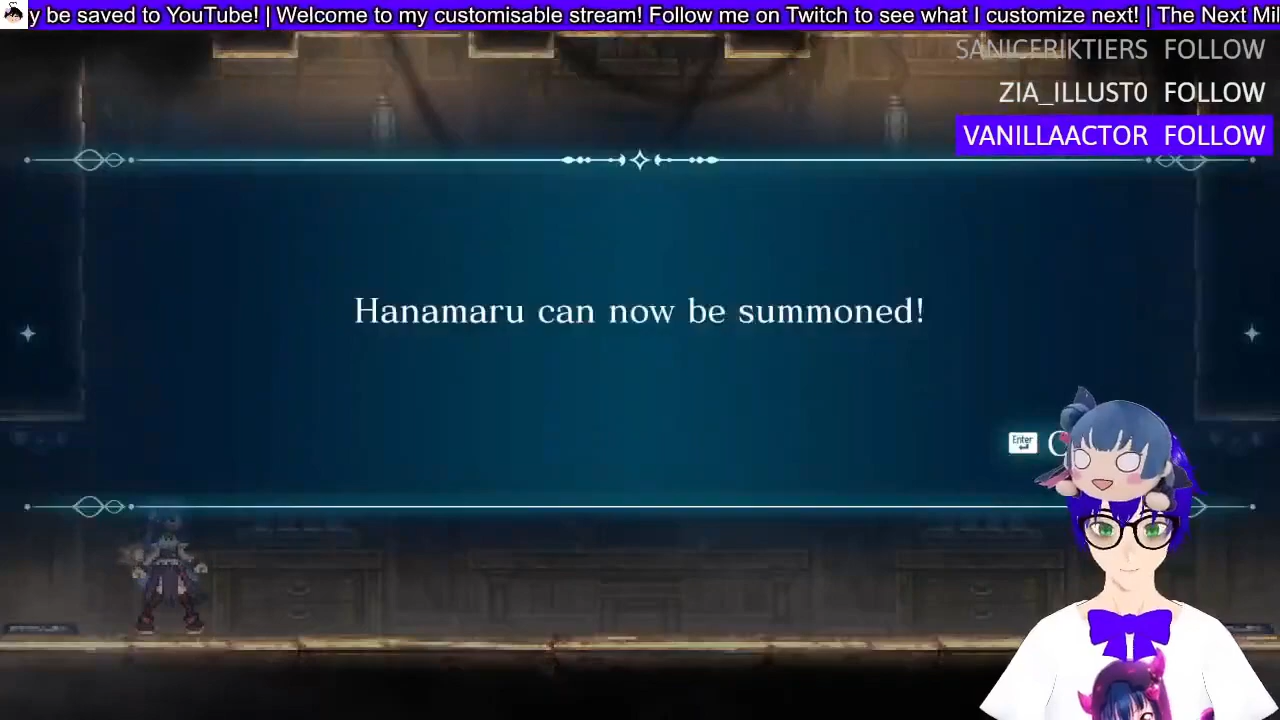 y be saved to YouTube! | Welcome to my customisable stream! Follow me on Twitch to see what I customize next! | The Next Mil
SANICFRIKTIERS FOLLOW
ZIA_ILLUST0 FOLLOW
VANILLAACTOR FOLLOW
Hanamaru can now be summoned!
Enter